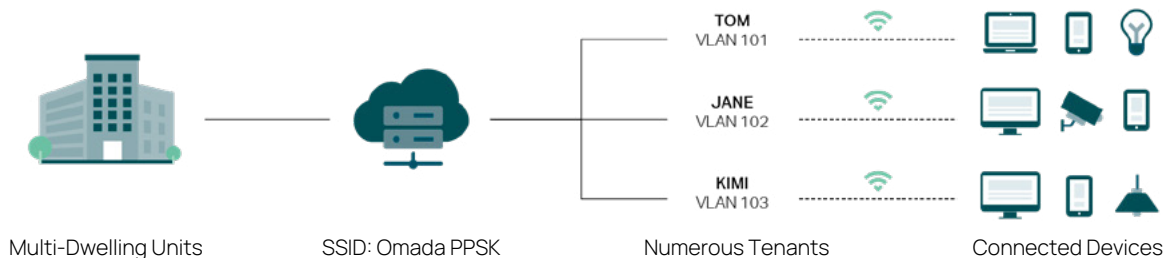 TOM
VLAN 101
JANE
VLAN 102
KIMI
VLAN 103
Multi-Dwelling Units
SSID: Omada PPSK
Numerous Tenants
Connected Devices